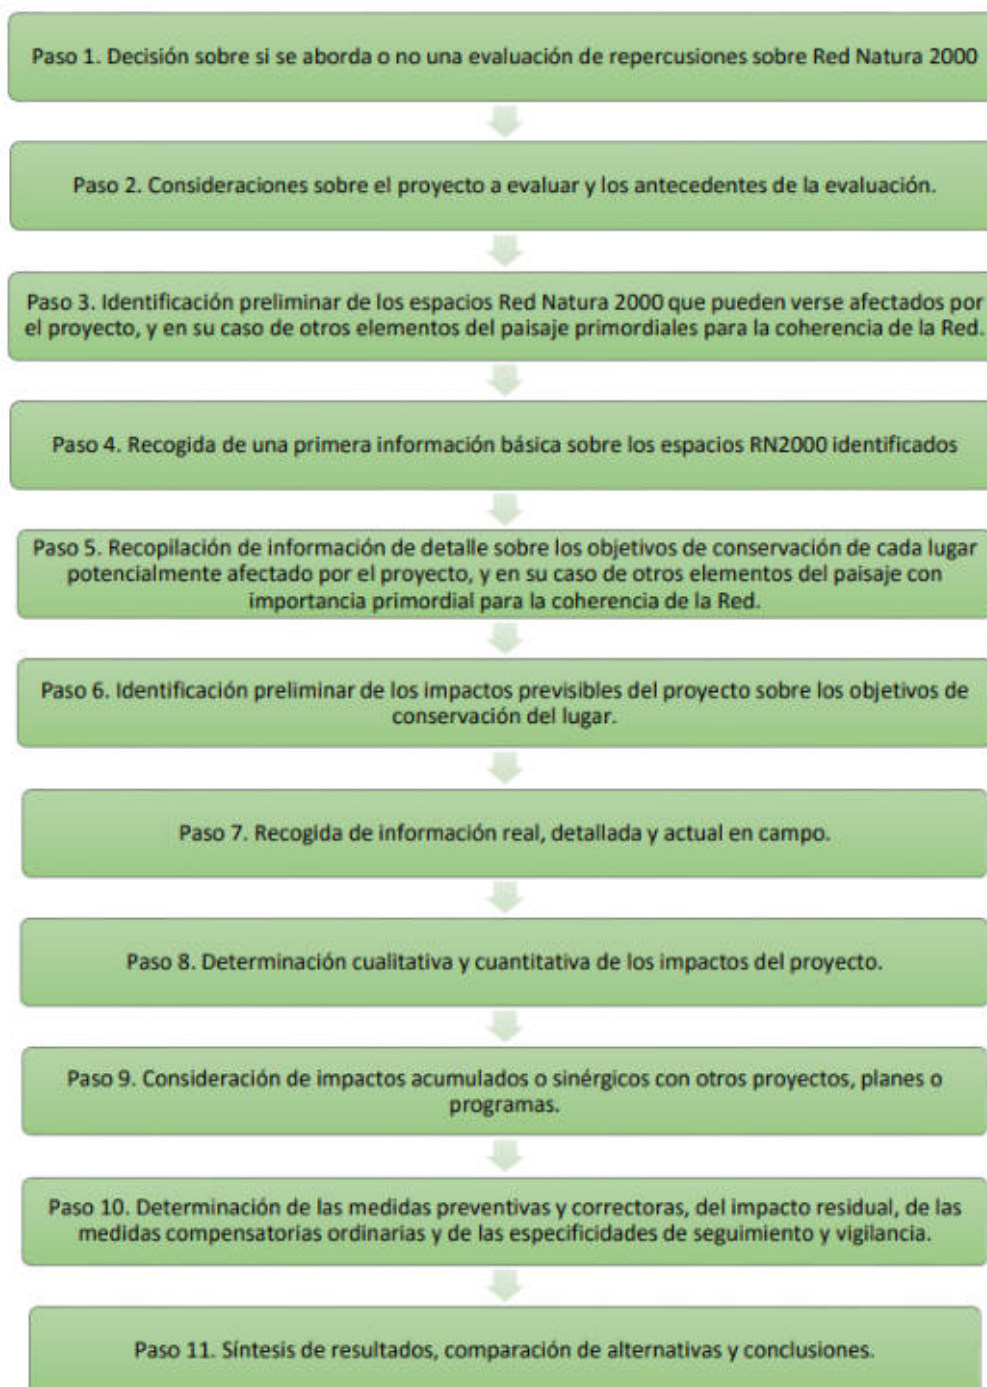 Paso 1. Decisión sobre si se aborda o no una evaluación de repercusiones sobre Red Natura 2000
Paso 2. Consideraciones sobre el proyecto a evaluar y los antecedentes de la evaluación.
Paso 3. Identificación preliminar de los espacios Red Natura 2000 que pueden verse afectados por
el proyecto, y en su caso de otros elementos del paisaje primordiales para la coherencia de la Red.
Paso 4. Recogida de una primera información básica sobre los espacios RN2000 identificados
Paso 5. Recopilación de información de detalle sobre los objetivos de conservación de cada lugar
potencialmente afectado por el proyecto, y en su caso de otros elementos del paisaje con
importancia primordial para la coherencia de la Red.
Paso 6. Identificación preliminar de los impactos previsibles del proyecto sobre los objetivos de
conservación del lugar.
Paso 7. Recogida de información real, detallada y actual en campo.
Paso 8. Determinación cualitativa y cuantitativa de los impactos del proyecto.
Paso 9. Consideración de impactos acumulados o sinérgicos con otros proyectos, planes o
programas.
Paso 10. Determinación de las medidas preventivas y correctoras, del impacto residual, de las
medidas compensatorias ordinarias y de las especificidades de seguimiento y vigilancia.
Paso 11. Síntesis de resultados, comparación de alternativas y conclusiones.